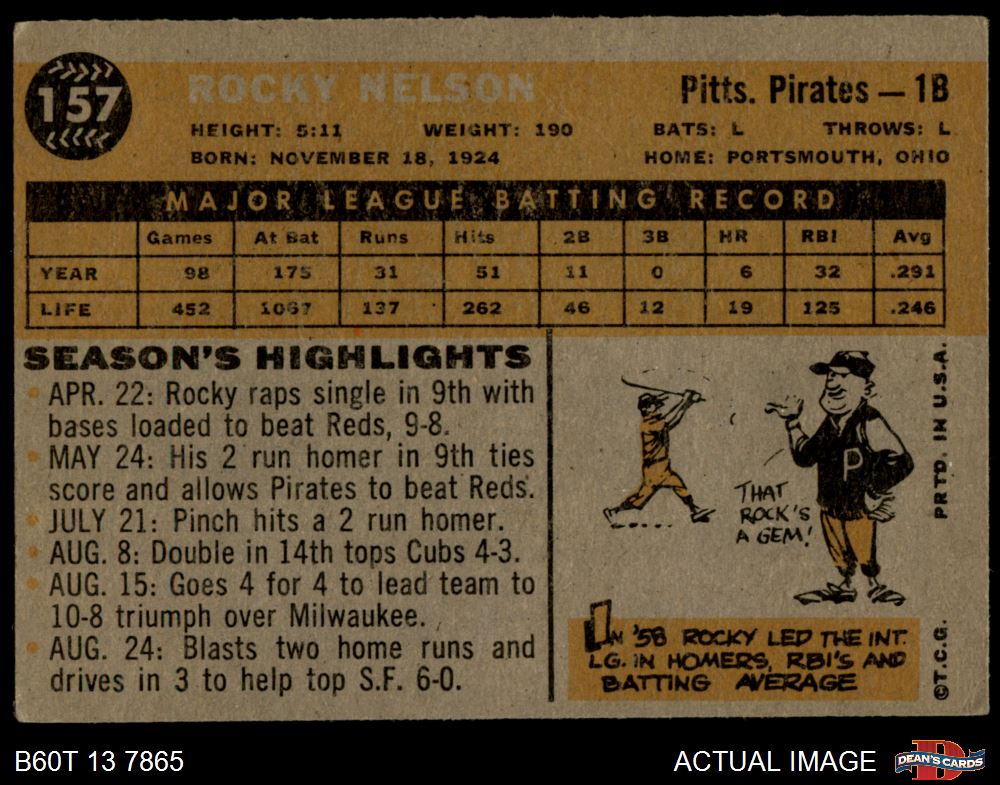 157
ROCKY NELSON
Pitts. Pirates — 1B
HEIGHT: 5:11 WEIGHT: 190 BATS: L THROWS: L
BORN: NOVEMBER 18, 1924 HOME: PORTSMOUTH, OHIO
MAJOR LEAGUE BATTING RECORD
Games At Bat Runs Hits 2B 3B HR RBI Avg
YEAR 98 175 31 51 11 0 6 32 .291
LIFE 452 1067 137 262 46 12 19 125 .246
SEASON'S HIGHLIGHTS
• APR. 22: Rocky raps single in 9th with
bases loaded to beat Reds, 9-8.
• MAY 24: His 2 run homer in 9th ties
score and allows Pirates to beat Reds.
• JULY 21: Pinch hits a 2 run homer.
• AUG. 8: Double in 14th tops Cubs 4-3.
• AUG. 15: Goes 4 for 4 to lead team to
10-8 triumph over Milwaukee.
• AUG. 24: Blasts two home runs and
drives in 3 to help top S.F. 6-0.
P
THAT
ROCK'S
A GEM!
IN '58 ROCKY LED THE INT.
LG. IN HOMERS, RBI'S AND
BATTING AVERAGE
©T.C.G. PRTD. IN U.S.A.
B60T 13 7865
ACTUAL IMAGE
DEAN'S CARDS